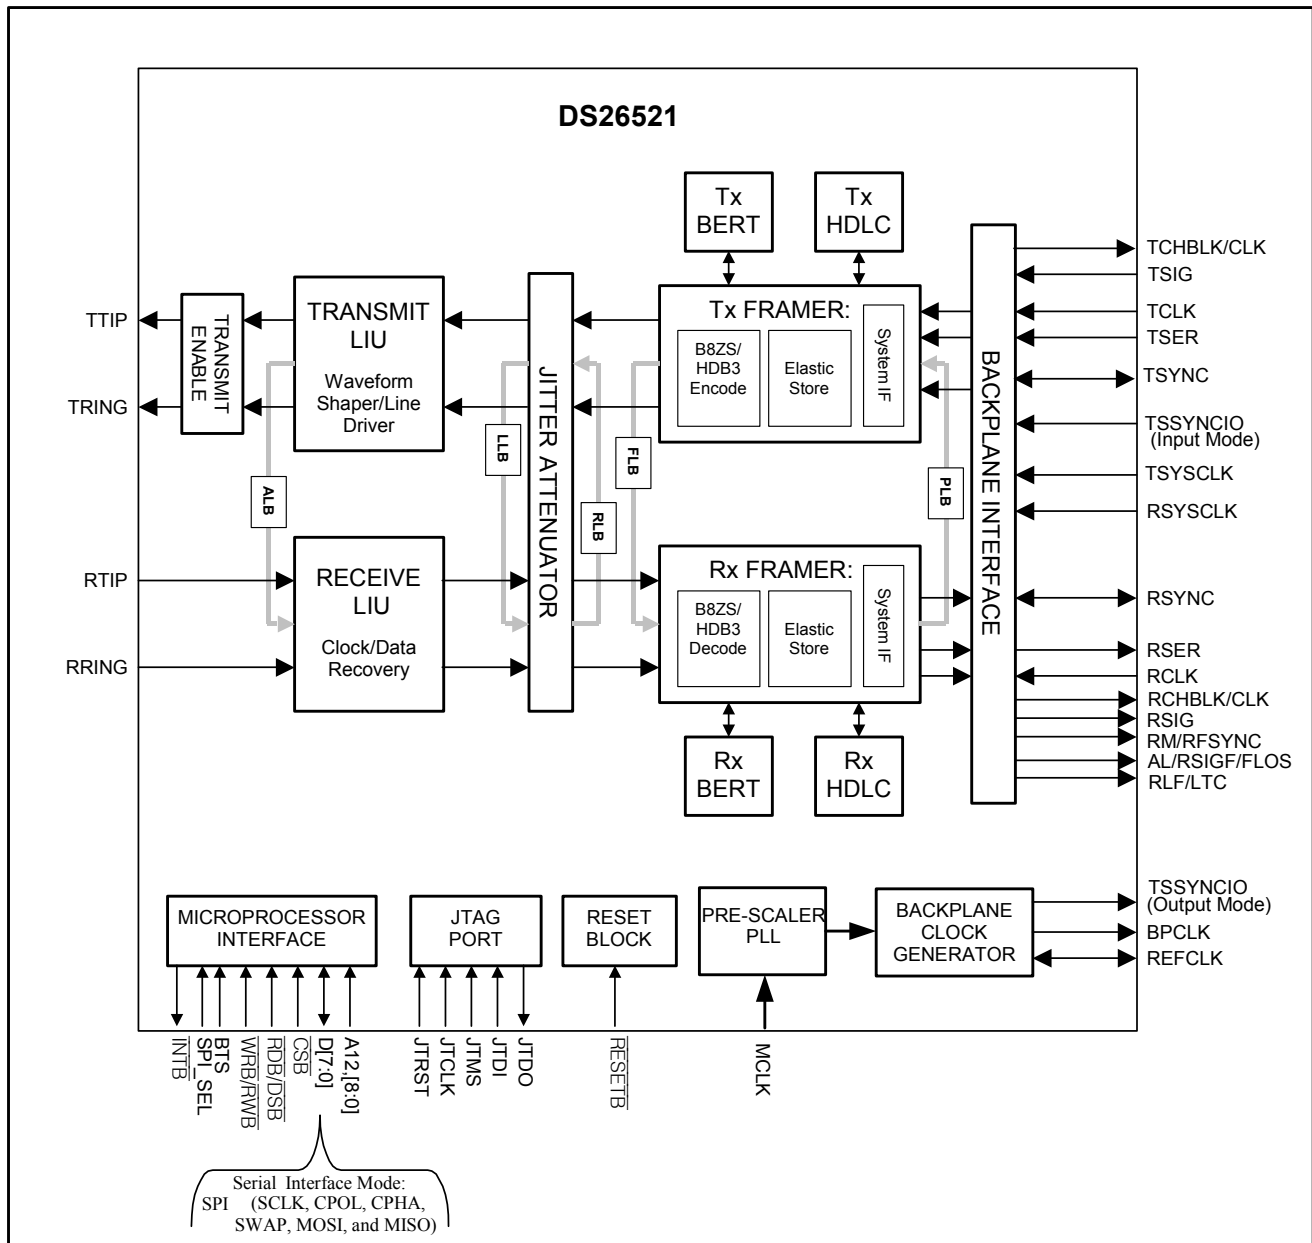 DS26521
Tx
BERT
Tx
HDLC
TCHBLK/CLK
TSIG
TCLK
TSER
TSYNC
TSSYNCIO
(Input Mode)
TSYSCLK
RSYSCLK
RSYNC
RSER
RCLK
RCHBLK/CLK
RSIG
RM/RFSYNC
AL/RSIGF/FLOS
RLF/LTC
TTIP
TRING
TRANSMIT
ENABLE
TRANSMIT
LIU
Waveform
Shaper/Line
Driver
JITTER ATTENUATOR
Tx FRAMER:
B8ZS/
HDB3
Encode
Elastic
Store
System IF
BACKPLANE INTERFACE
ALB
LLB
RLB
FLB
PLB
RTIP
RRING
RECEIVE
LIU
Clock/Data
Recovery
Rx FRAMER:
B8ZS/
HDB3
Decode
Elastic
Store
System IF
Rx
BERT
Rx
HDLC
MICROPROCESSOR
INTERFACE
JTAG
PORT
RESET
BLOCK
PRE-SCALER
PLL
BACKPLANE
CLOCK
GENERATOR
TSSYNCIO
(Output Mode)
BPCLK
REFCLK
INTB
SPI_SEL
BTS
WRB/RWB
RDB/DSB
CSB
D[7:0]
A12,[8:0]
JTRST
JTCLK
JTMS
JTDI
JTDO
RESETB
MCLK
Serial Interface Mode:
SPI (SCLK, CPOL, CPHA,
SWAP, MOSI, and MISO)